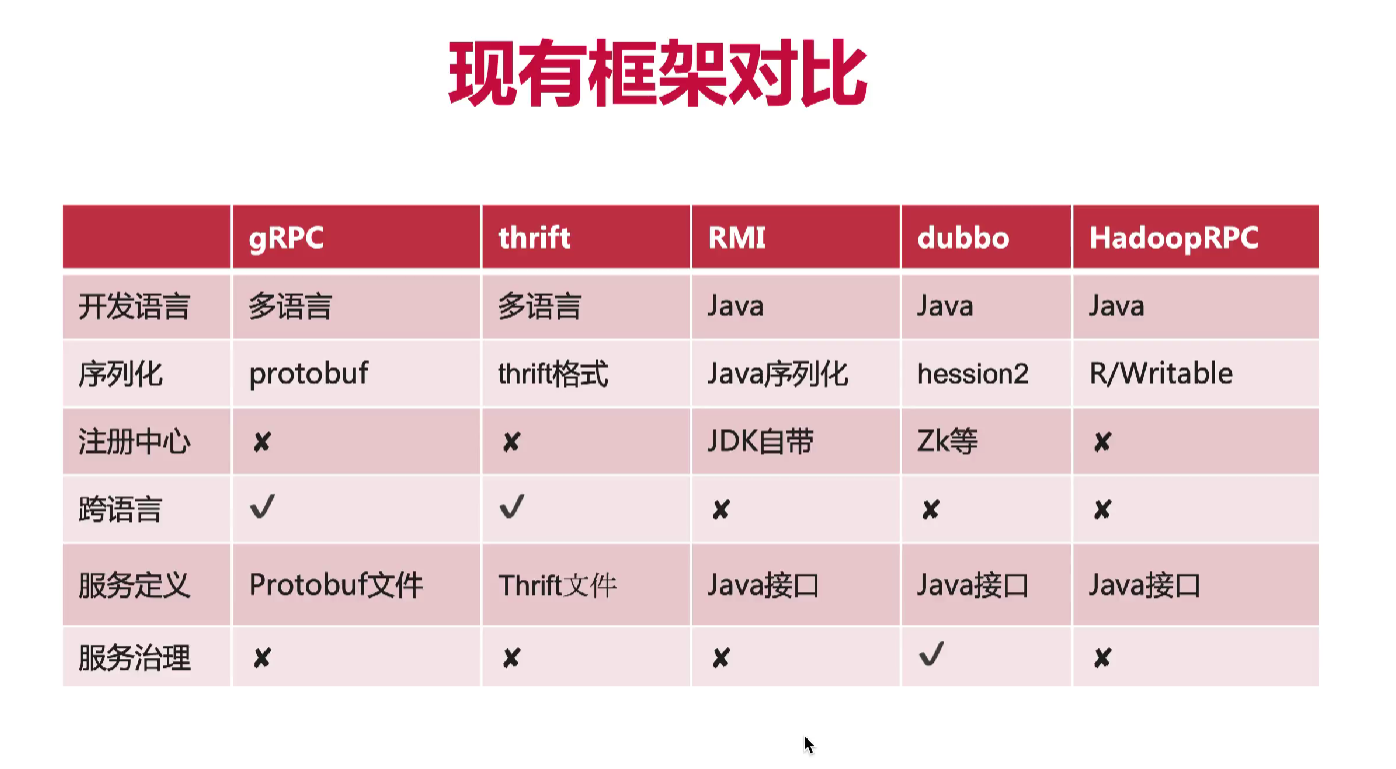 现有框架对比
gRPC thrift RMI dubbo HadoopRPC
开发语言 多语言 多语言 Java Java Java
序列化 protobuf thrift格式 Java序列化 hession2 R/Writable
注册中心 ✘ ✘ JDK自带 Zk等 ✘
跨语言 ✔ ✔ ✘ ✘ ✘
服务定义 Protobuf文件 Thrift文件 Java接口 Java接口 Java接口
服务治理 ✘ ✘ ✘ ✔ ✘